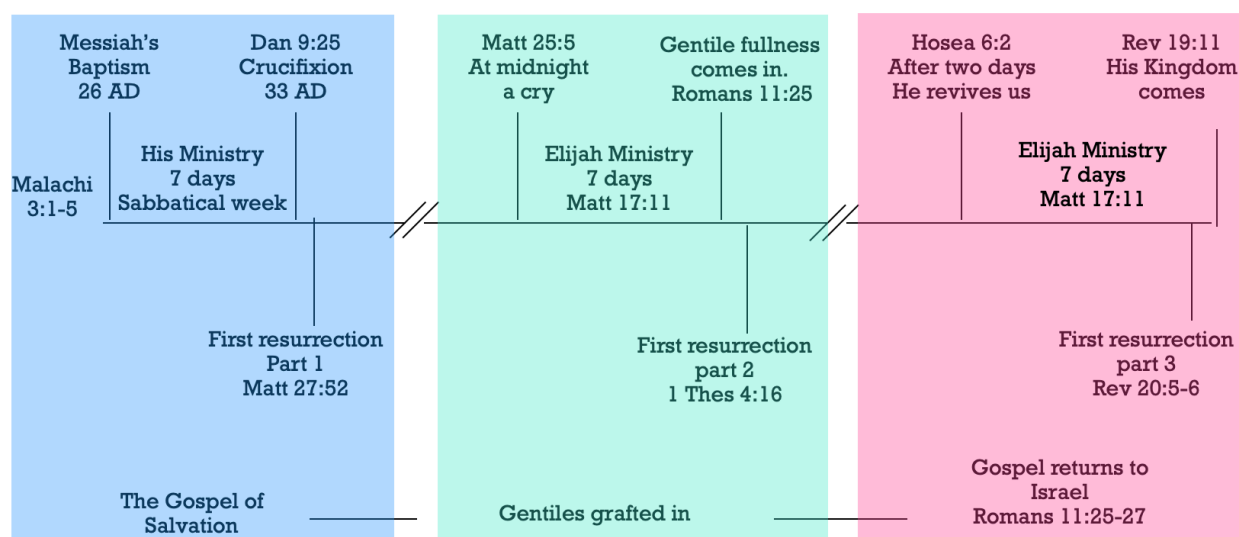 Messiah's
Baptism
26 AD
Dan 9:25
Crucifixion
33 AD
Malachi
3:1-5
His Ministry
7 days
Sabbatical week
First resurrection
Part 1
Matt 27:52
The Gospel of
Salvation
Matt 25:5
At midnight
a cry
Gentile fullness
comes in.
Romans 11:25
Elijah Ministry
7 days
Matt 17:11
First resurrection
part 2
1 Thes 4:16
Gentiles grafted in
Hosea 6:2
After two days
He revives us
Rev 19:11
His Kingdom
comes
Elijah Ministry
7 days
Matt 17:11
First resurrection
part 3
Rev 20:5-6
Gospel returns to
Israel
Romans 11:25-27